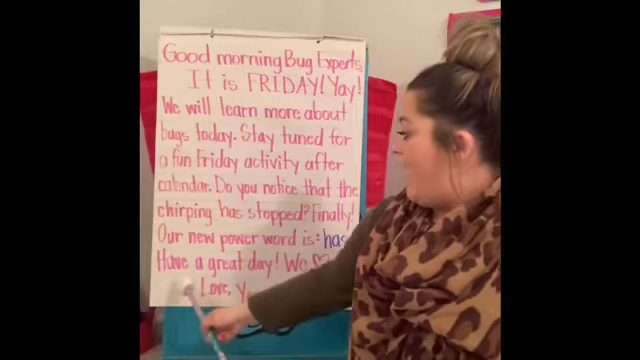 Good morning Bug Experts,
It is FRIDAY! Yay!
We will learn more about
bugs today. Stay tuned for
a fun Friday activity after
calendar. Do you notice that the
chirping has stopped? Finally!
Our new power word is: has
Have a great day! We ♡
Love,